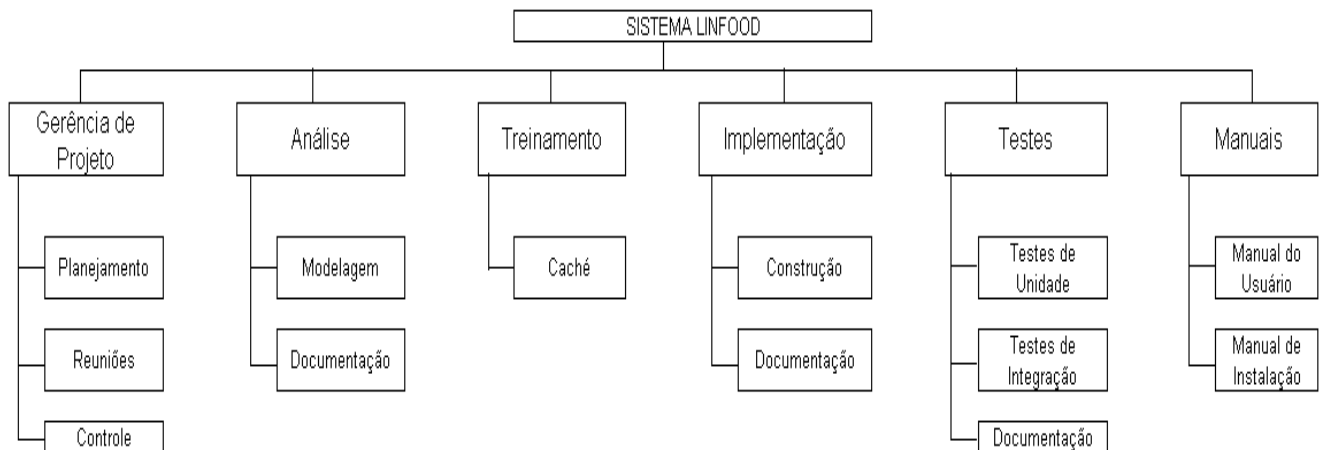 SISTEMA LINFOOD
Gerência de
Projeto
Análise
Treinamento
Implementação
Testes
Manuais
Planejamento
Modelagem
Caché
Construção
Testes de
Unidade
Manual do
Usuário
Reuniões
Documentação
Documentação
Testes de
Integração
Manual de
Instalação
Controle
Documentação